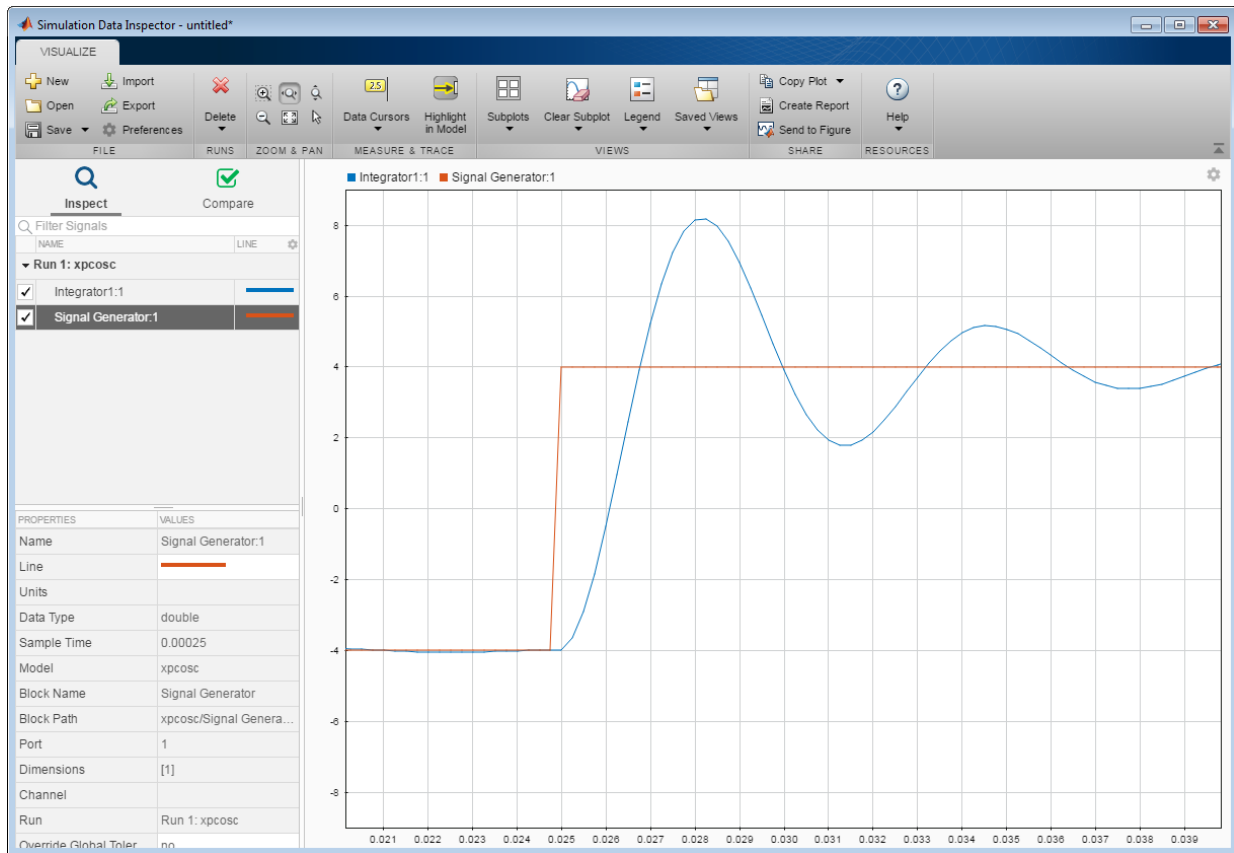 Simulation Data Inspector - untitled*
VISUALIZE
New Import
Open Export
Save Preferences
Delete
Data Cursors
2.5
Highlight in Model
Subplots
Clear Subplot
Legend
Saved Views
Copy Plot
Create Report
Send to Figure
Help
FILE RUNS ZOOM & PAN MEASURE & TRACE VIEWS SHARE RESOURCES
Inspect Compare
Filter Signals
NAME LINE
Run 1: xpcosc
Integrator1:1
Signal Generator:1
PROPERTIES VALUES
Name Signal Generator:1
Line
Units
Data Type double
Sample Time 0.00025
Model xpcosc
Block Name Signal Generator
Block Path xpcosc/Signal Genera...
Port 1
Dimensions [1]
Channel
Run Run 1: xpcosc
Override Global Toler no
Integrator1:1 Signal Generator:1
8
6
4
2
0
-2
-4
-6
-8
0.021 0.022 0.023 0.024 0.025 0.026 0.027 0.028 0.029 0.030 0.031 0.032 0.033 0.034 0.035 0.036 0.037 0.038 0.039